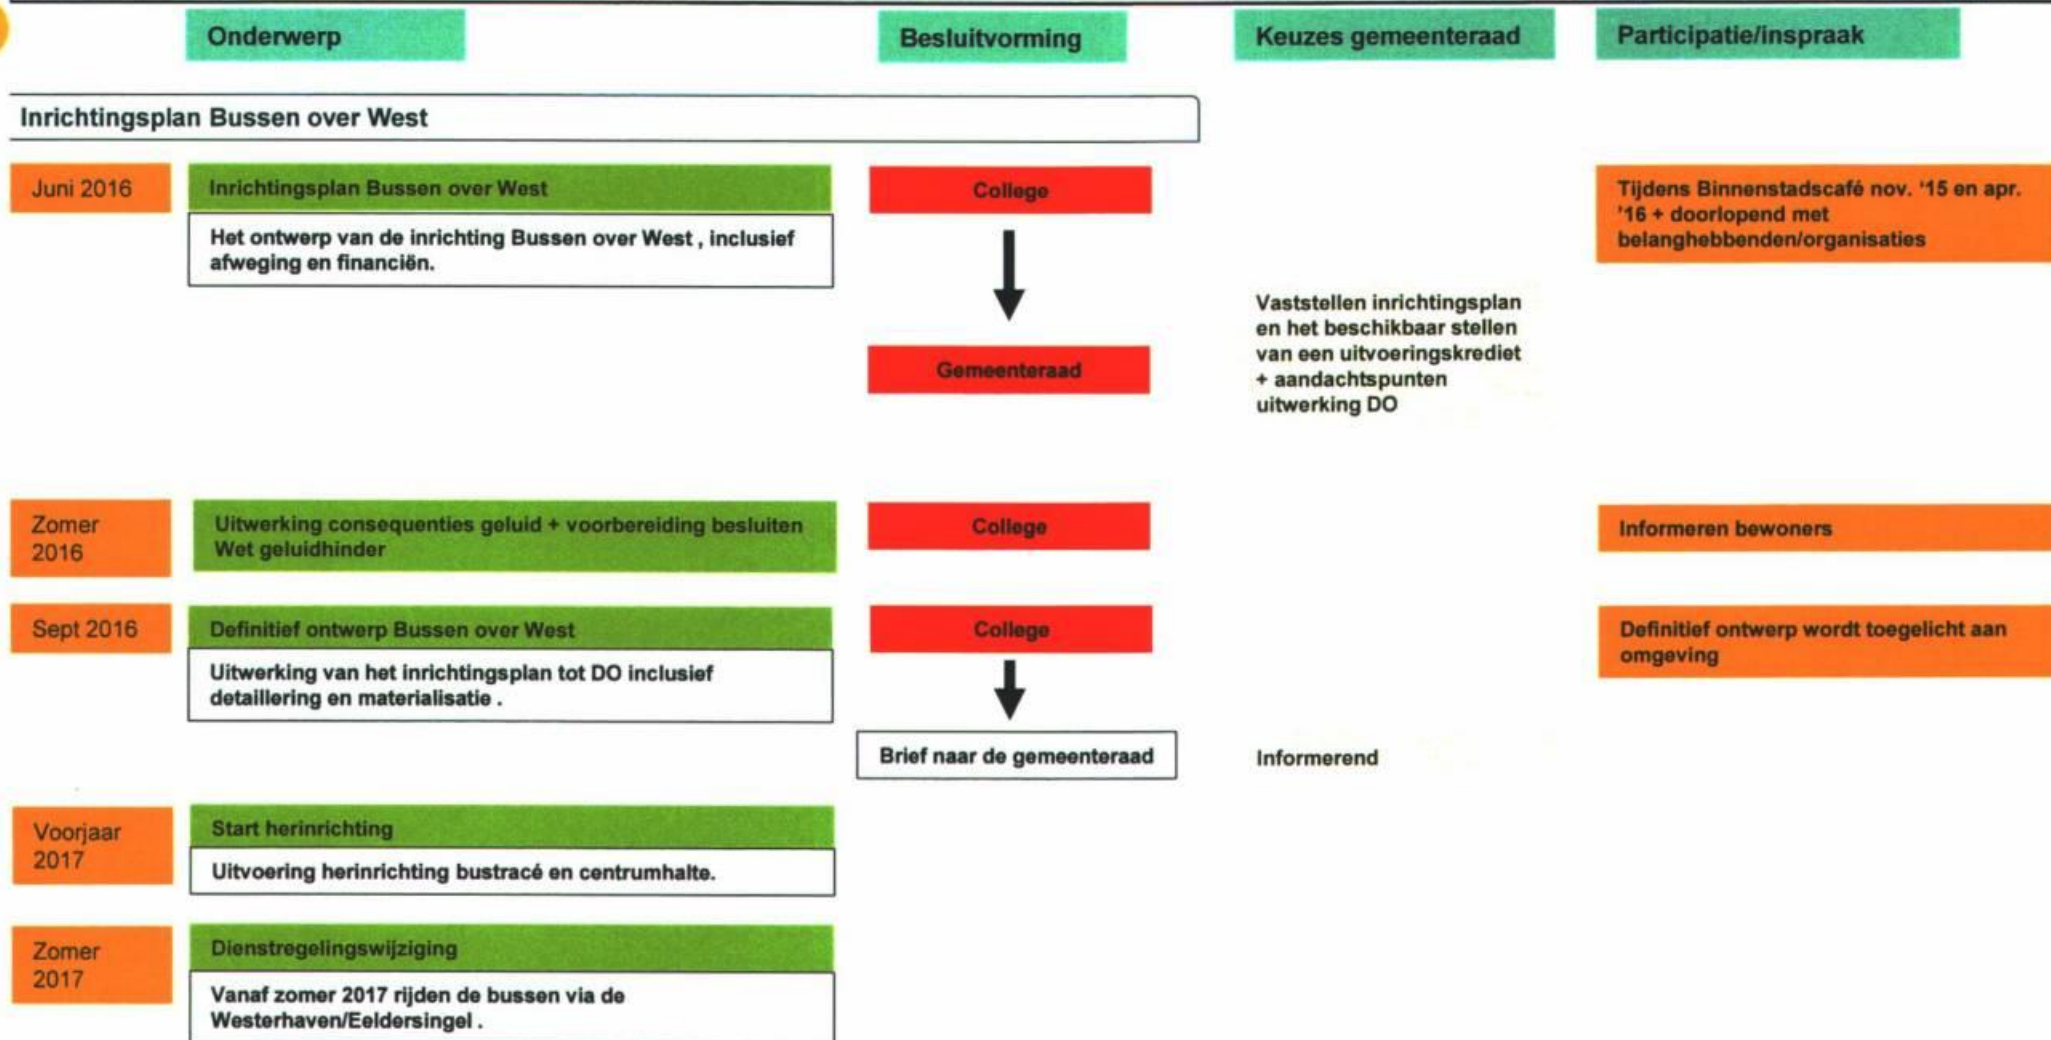 Onderwerp
Besluitvorming
Keuzes gemeenteraad
Participatie/inspraak
Inrichtingsplan Bussen over West
Juni 2016
Inrichtingsplan Bussen over West
Het ontwerp van de inrichting Bussen over West , inclusief
afweging en financiën.
College
Tijdens Binnenstadscafé nov. '15 en apr.
'16 + doorlopend met
belanghebbenden/organisaties
Gemeenteraad
Vaststellen inrichtingsplan
en het beschikbaar stellen
van een uitvoeringskrediet
+ aandachtspunten
uitwerking DO
Zomer
2016
Uitwerking consequenties geluid + voorbereiding besluiten
Wet geluidhinder
College
Informeren bewoners
Sept 2016
Definitief ontwerp Bussen over West
Uitwerking van het inrichtingsplan tot DO inclusief
detaillering en materialisatie .
College
Definitief ontwerp wordt toegelicht aan
omgeving
Brief naar de gemeenteraad
Informerend
Voorjaar
2017
Start herinrichting
Uitvoering herinrichting bustracé en centrumhalte.
Zomer
2017
Dienstregelingswijziging
Vanaf zomer 2017 rijden de bussen via de
Westerhaven/Eeldersingel .